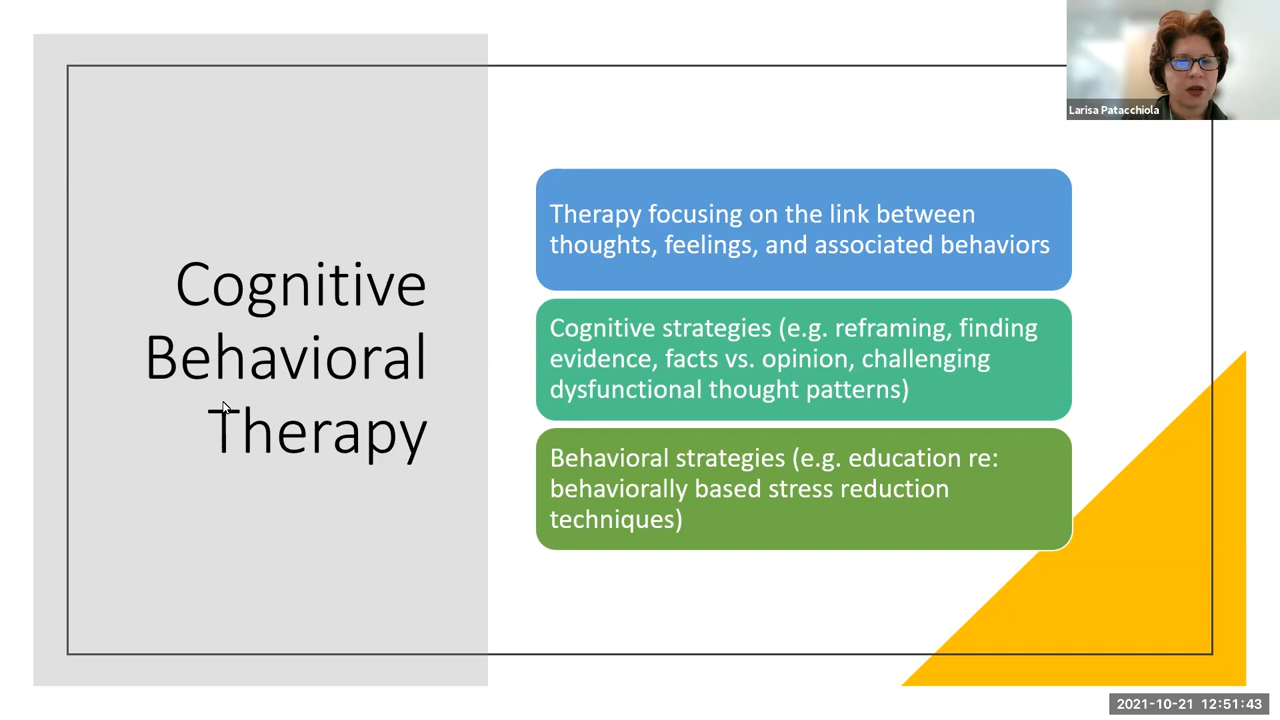 Larisa Patacchiola
Cognitive
Behavioral
Therapy
Therapy focusing on the link between
thoughts, feelings, and associated behaviors
Cognitive strategies (e.g. reframing, finding
evidence, facts vs. opinion, challenging
dysfunctional thought patterns)
Behavioral strategies (e.g. education re:
behaviorally based stress reduction
techniques)
2021-10-21 12:51:43